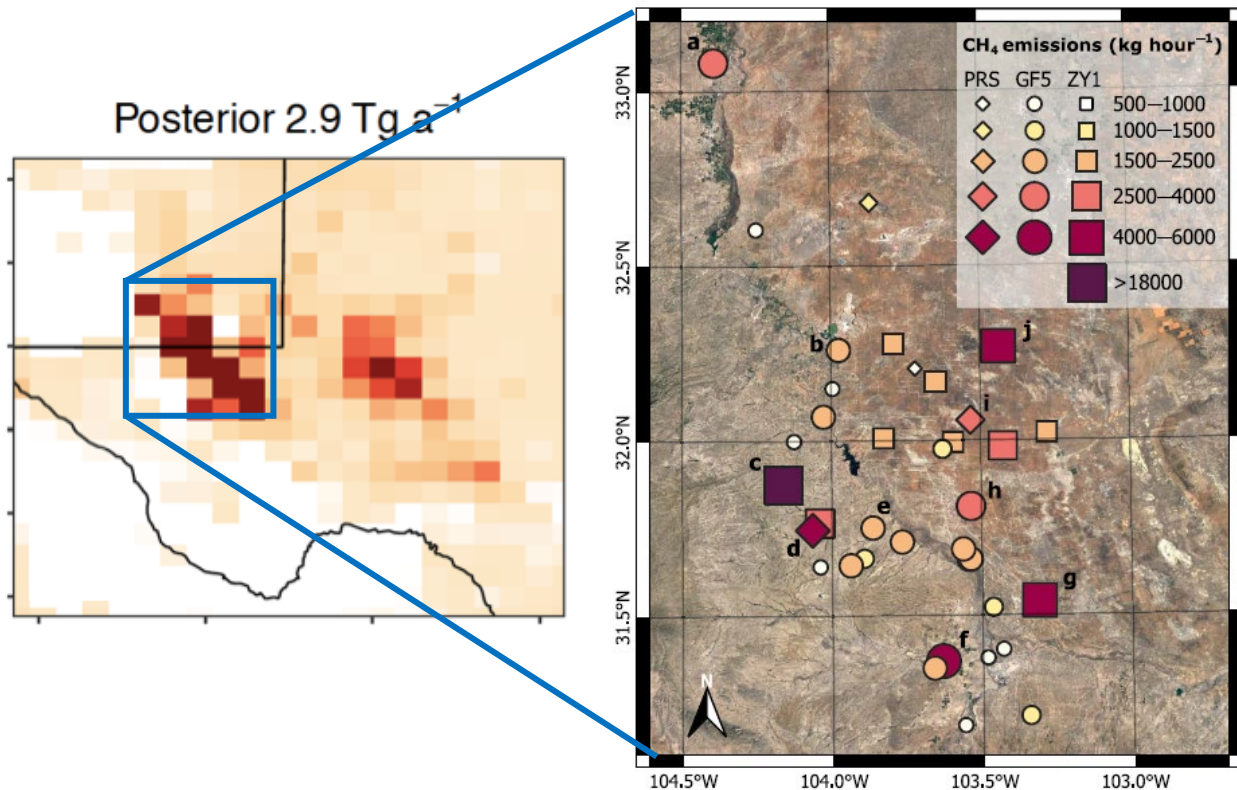 Posterior 2.9 Tg a⁻¹
CH₄ emissions (kg hour⁻¹)
PRS GF5 ZY1
500−1000
1000−1500
1500−2500
2500−4000
4000−6000
>18000
a
b
c
d
e
f
g
h
i
j
N
33.0°N
32.5°N
32.0°N
31.5°N
104.5°W 104.0°W 103.5°W 103.0°W